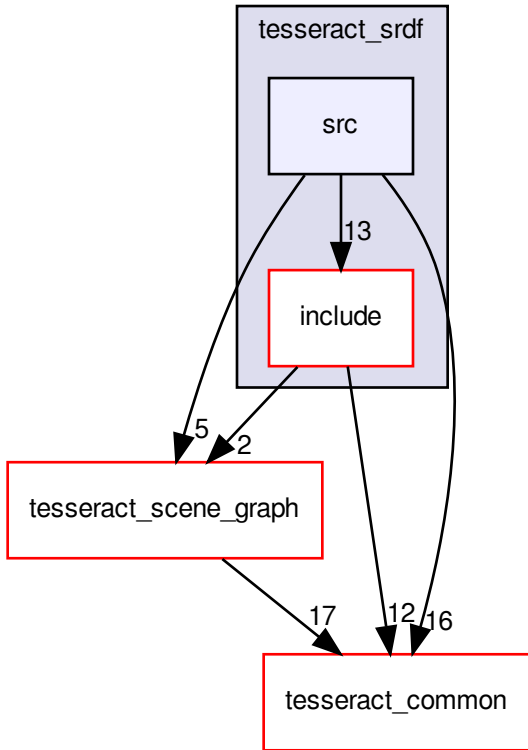 tesseract_srdf
src
13
include
5
2
tesseract_scene_graph
17
12
16
tesseract_common